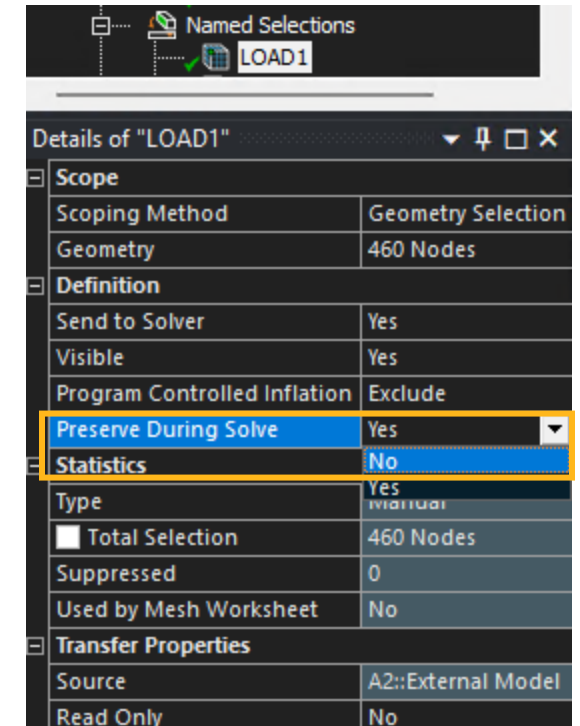 Named Selections
LOAD1
Details of "LOAD1"
Scope
Scoping Method Geometry Selection
Geometry 460 Nodes
Definition
Send to Solver Yes
Visible Yes
Program Controlled Inflation Exclude
Preserve During Solve Yes
Statistics No
Yes
Type Manual
Total Selection 460 Nodes
Suppressed 0
Used by Mesh Worksheet No
Transfer Properties
Source A2::External Model
Read Only No